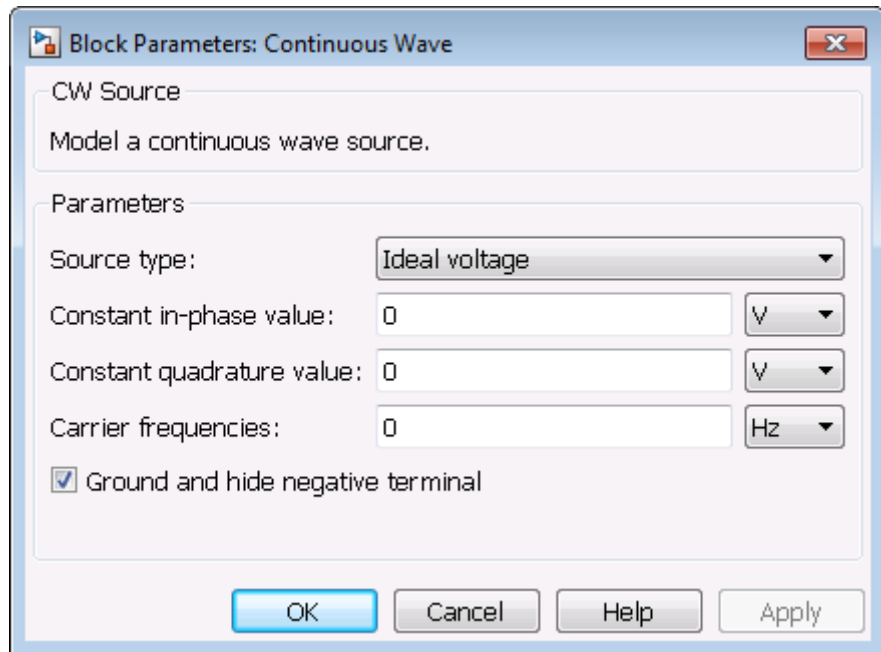 Block Parameters: Continuous Wave
CW Source
Model a continuous wave source.
Parameters
Source type: Ideal voltage
Constant in-phase value: 0 V
Constant quadrature value: 0 V
Carrier frequencies: 0 Hz
Ground and hide negative terminal
OK Cancel Help Apply